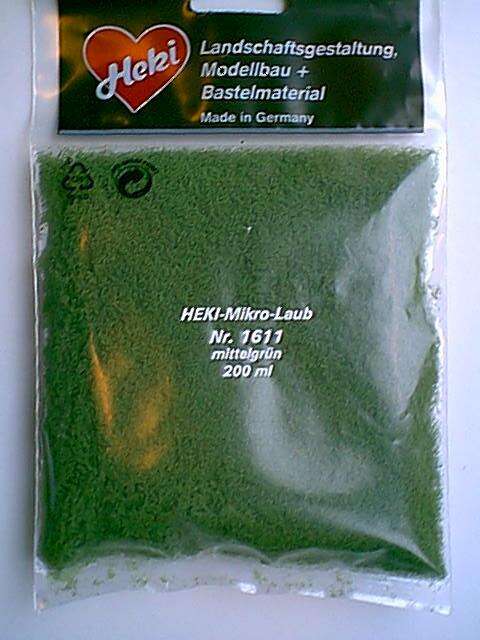 Heki
Landschaftsgestaltung,
Modellbau +
Bastelmaterial
Made in Germany
HEKI-Mikro-Laub
Nr. 1611
mittelgrün
200 ml